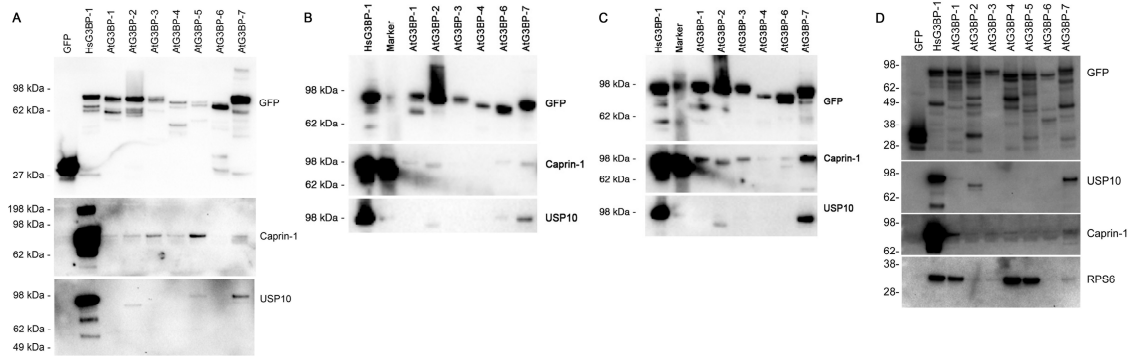 A
GFP
HsG3BP-1
AtG3BP-1
AtG3BP-2
AtG3BP-3
AtG3BP-4
AtG3BP-5
AtG3BP-6
AtG3BP-7
98 kDa -
62 kDa -
27 kDa -
GFP
198 kDa -
98 kDa -
62 kDa -
Caprin-1
98 kDa -
62 kDa -
49 kDa -
USP10
B
HsG3BP-1
Marker
AtG3BP-1
AtG3BP-2
AtG3BP-3
AtG3BP-4
AtG3BP-6
AtG3BP-7
98 kDa -
62 kDa -
GFP
98 kDa -
62 kDa -
Caprin-1
98 kDa -
USP10
C
HsG3BP-1
Marker
AtG3BP-1
AtG3BP-2
AtG3BP-3
AtG3BP-4
AtG3BP-6
AtG3BP-7
98 kDa -
62 kDa -
GFP
98 kDa -
62 kDa -
Caprin-1
98 kDa -
USP10
D
GFP
HsG3BP-1
AtG3BP-1
AtG3BP-2
AtG3BP-3
AtG3BP-4
AtG3BP-5
AtG3BP-6
AtG3BP-7
98-
62-
49-
38-
28-
GFP
98-
62-
USP10
98-
62-
Caprin-1
38-
28-
RPS6